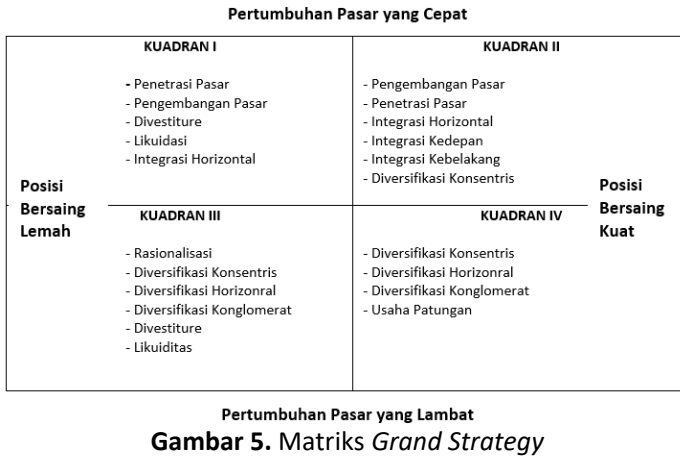 Pertumbuhan Pasar yang Cepat
KUADRAN I
- Penetrasi Pasar
- Pengembangan Pasar
- Divestiture
- Likuidasi
- Integrasi Horizontal
KUADRAN II
- Pengembangan Pasar
- Penetrasi Pasar
- Integrasi Horizontal
- Integrasi Kedepan
- Integrasi Kebelakang
- Diversifikasi Konsentris
Posisi
Bersaing
Lemah
Posisi
Bersaing
Kuat
KUADRAN III
- Rasionalisasi
- Diversifikasi Konsentris
- Diversifikasi Horizonral
- Diversifikasi Konglomerat
- Divestiture
- Likuiditas
KUADRAN IV
- Diversifikasi Konsentris
- Diversifikasi Horizonral
- Diversifikasi Konglomerat
- Usaha Patungan
Pertumbuhan Pasar yang Lambat
Gambar 5. Matriks Grand Strategy